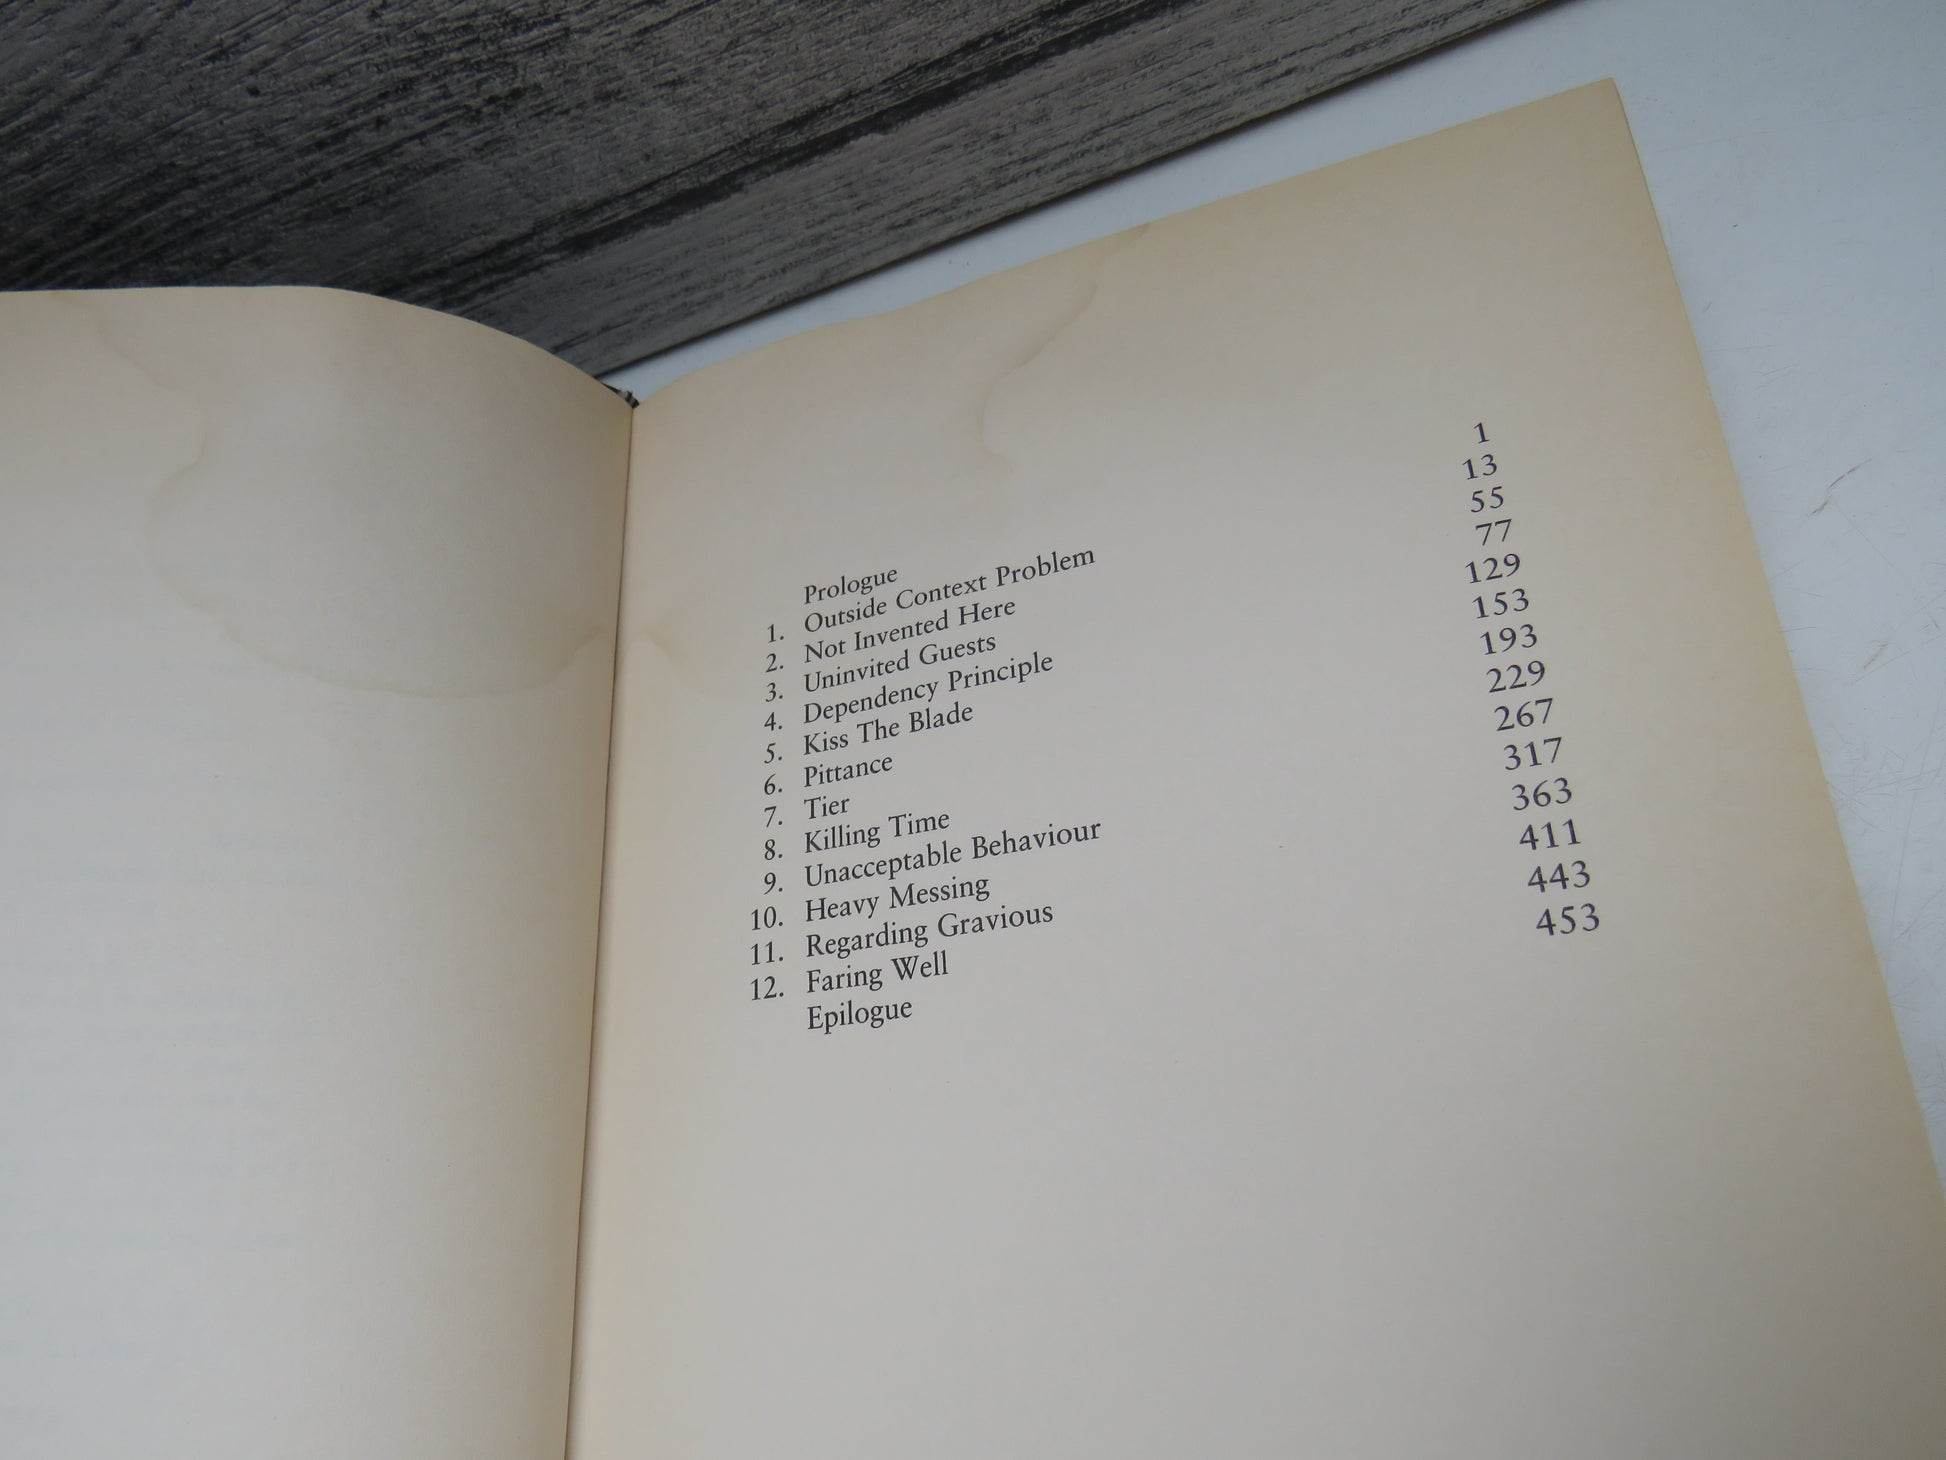 Prologue 1
1. Outside Context Problem 13
2. Not Invented Here 55
3. Uninvited Guests 77
4. Dependency Principle 129
5. Kiss The Blade 153
6. Pittance 193
7. Tier 229
8. Killing Time 267
9. Unacceptable Behaviour 317
10. Heavy Messing 363
11. Regarding Gravious 411
12. Faring Well 443
Epilogue 453